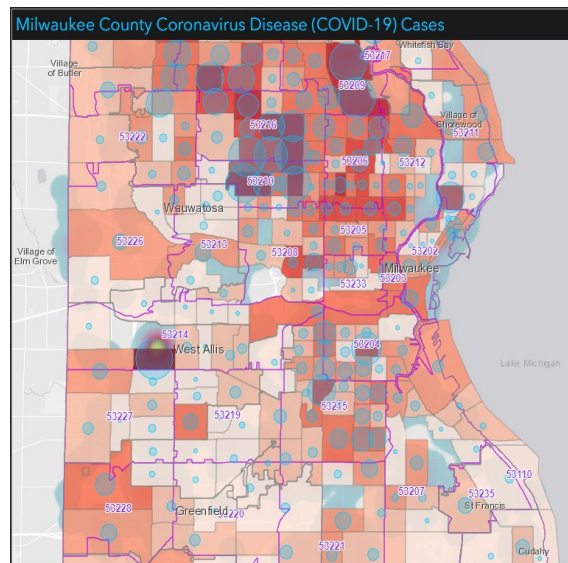 Milwaukee County Coronavirus Disease (COVID-19) Cases
Whitefish Bay
53217
Village
of Butler
53209
Village of
Shorewood
53211
53216
53222
53206
53212
53210
Wauwatosa
53205
53226
53213
53208
53202
Village of
Elm Grove
Milwaukee
53203
53233
53214
West Allis
53204
Lake Michigan
53215
53227
53219
53110
53207
53235
St Francis
53228
Greenfield
53220
53221
Cudahy